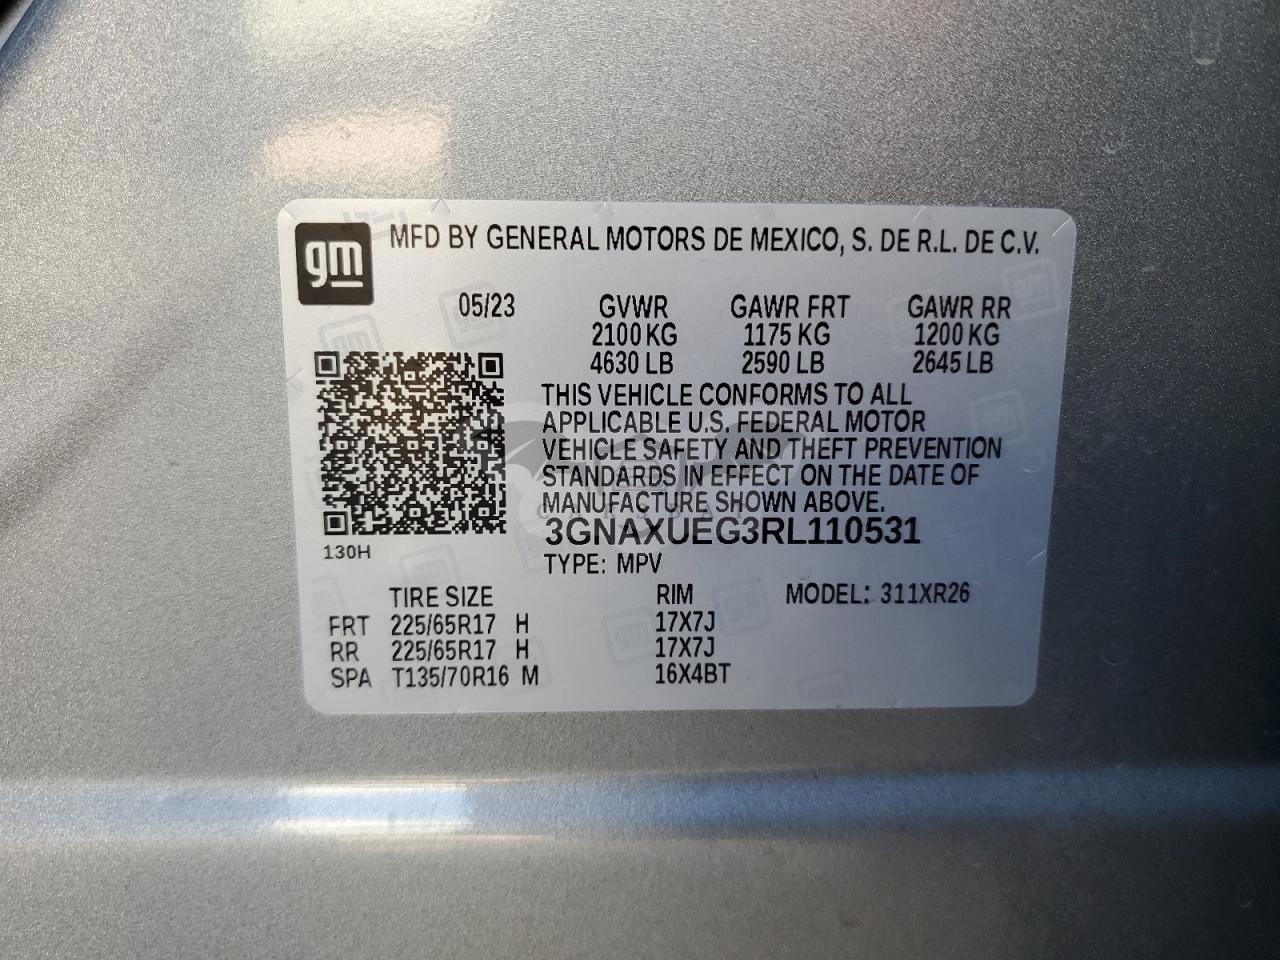 gm
MFD BY GENERAL MOTORS DE MEXICO, S. DE R.L. DE C.V.
05/23 GVWR GAWR FRT GAWR RR
2100 KG 1175 KG 1200 KG
4630 LB 2590 LB 2645 LB
THIS VEHICLE CONFORMS TO ALL
APPLICABLE U.S. FEDERAL MOTOR
VEHICLE SAFETY AND THEFT PREVENTION
STANDARDS IN EFFECT ON THE DATE OF
MANUFACTURE SHOWN ABOVE.
3GNAXUEG3RL110531
130H
TYPE: MPV
TIRE SIZE RIM MODEL: 311XR26
FRT 225/65R17 H 17X7J
RR 225/65R17 H 17X7J
SPA T135/70R16 M 16X4BT